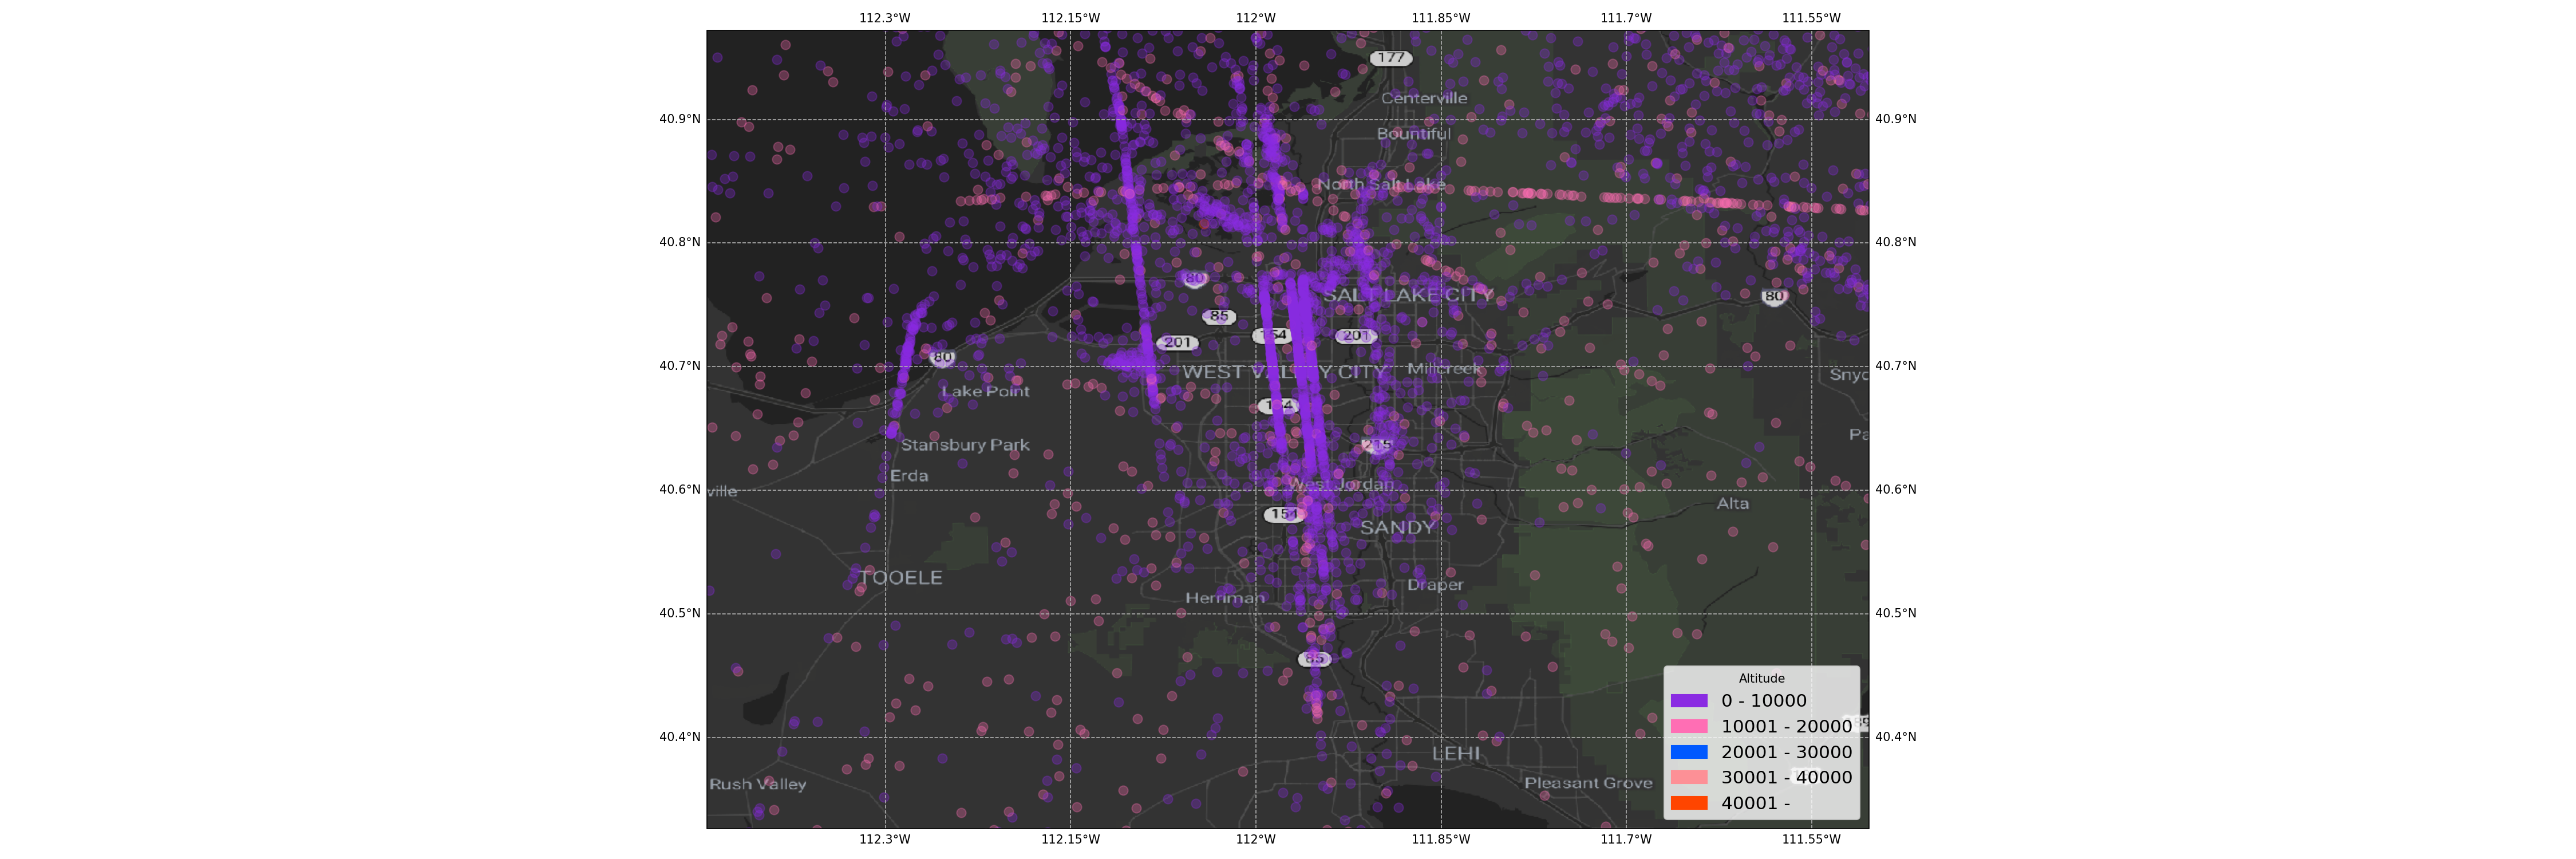 112.3°W 112.15°W 112°W 111.85°W 111.7°W 111.55°W
177
Centerville
40.9°N 40.9°N
Bountiful
North Salt Lake
40.8°N 40.8°N
80
SALT LAKE CITY
80
85
154
201
201
80
40.7°N 40.7°N
WEST VALLEY CITY
Millcreek
Snyd
Lake Point
154
Stansbury Park
215
Pa
Erda
West Jordan
ville
40.6°N 40.6°N
Alta
154
SANDY
TOOELE
Draper
Herriman
40.5°N 40.5°N
85
Altitude
0 - 10000
10001 - 20000
40.4°N 40.4°N
LEHI
20001 - 30000
30001 - 40000
40001 -
Rush Valley
Pleasant Grove
112.3°W 112.15°W 112°W 111.85°W 111.7°W 111.55°W